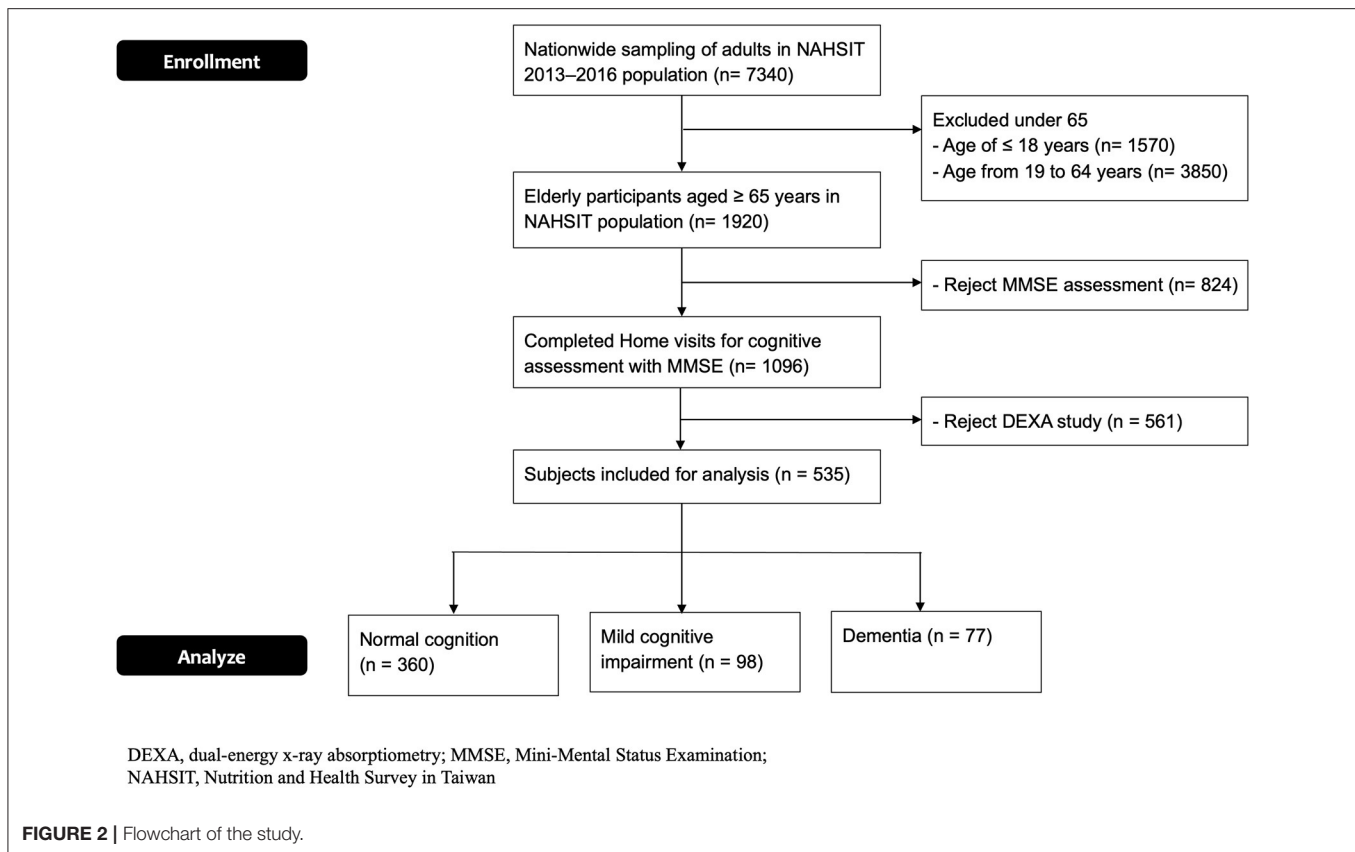 Enrollment
Nationwide sampling of adults in NAHSIT
2013–2016 population (n= 7340)
Excluded under 65
- Age of ≤ 18 years (n= 1570)
- Age from 19 to 64 years (n= 3850)
Elderly participants aged ≥ 65 years in
NAHSIT population (n= 1920)
- Reject MMSE assessment (n= 824)
Completed Home visits for cognitive
assessment with MMSE (n= 1096)
- Reject DEXA study (n = 561)
Subjects included for analysis (n = 535)
Analyze
Normal cognition
(n = 360)
Mild cognitive
impairment (n = 98)
Dementia (n = 77)
DEXA, dual-energy x-ray absorptiometry; MMSE, Mini-Mental Status Examination;
NAHSIT, Nutrition and Health Survey in Taiwan
FIGURE 2 | Flowchart of the study.